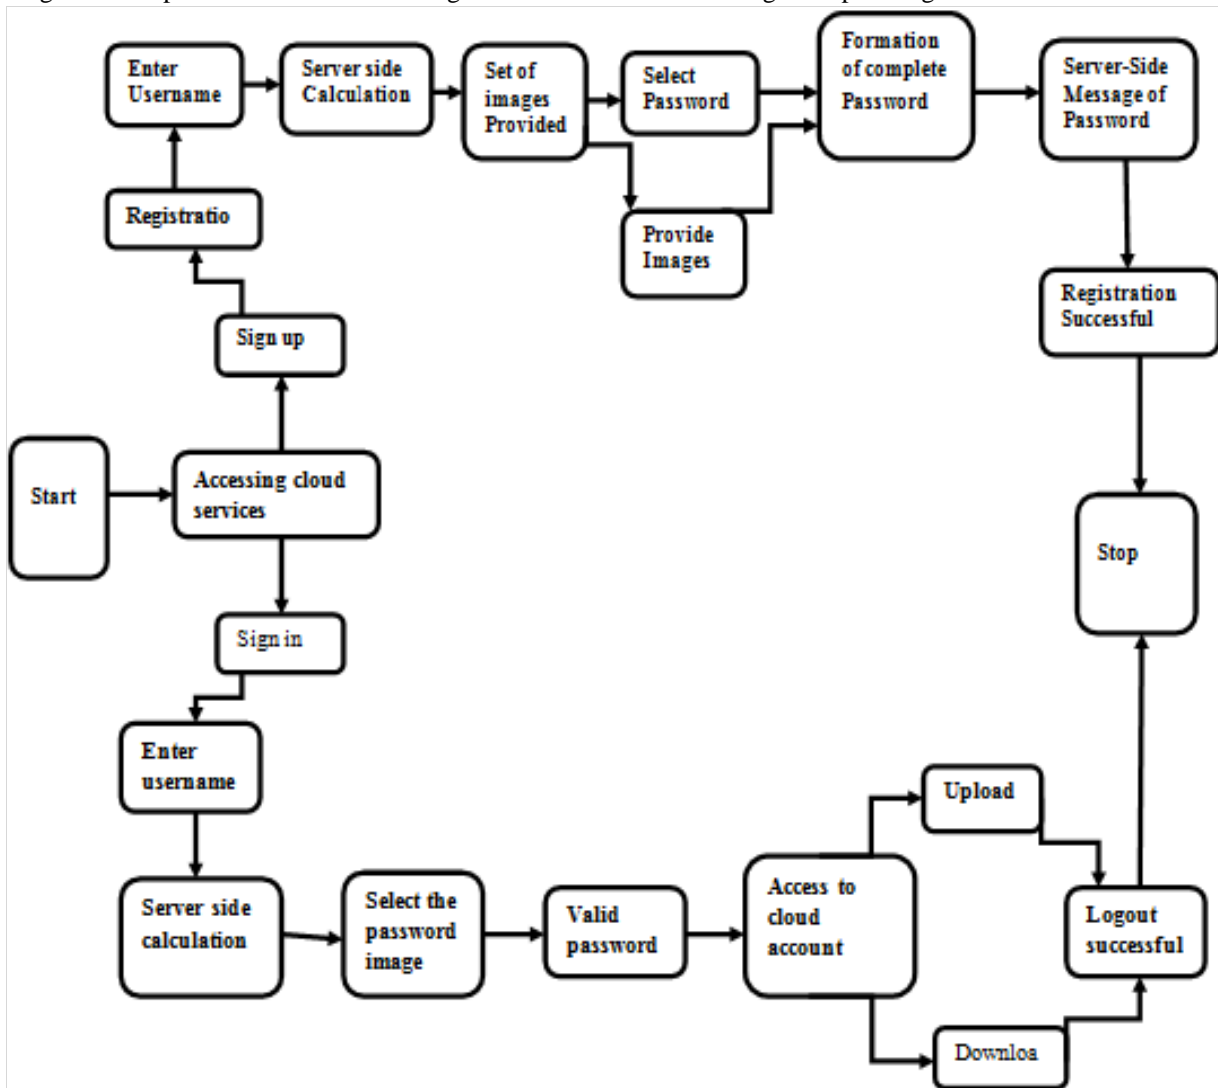 Enter
Username
Server side
Calculation
Set of
images
Provided
Select
Password
Formation
of complete
Password
Server-Side
Message of
Password
Registratio
Provide
Images
Registration
Successful
Sign up
Start
Accessing cloud
services
Stop
Sign in
Enter
username
Upload
Server side
calculation
Select the
password
image
Valid
password
Access to
cloud
account
Logout
successful
Downloa